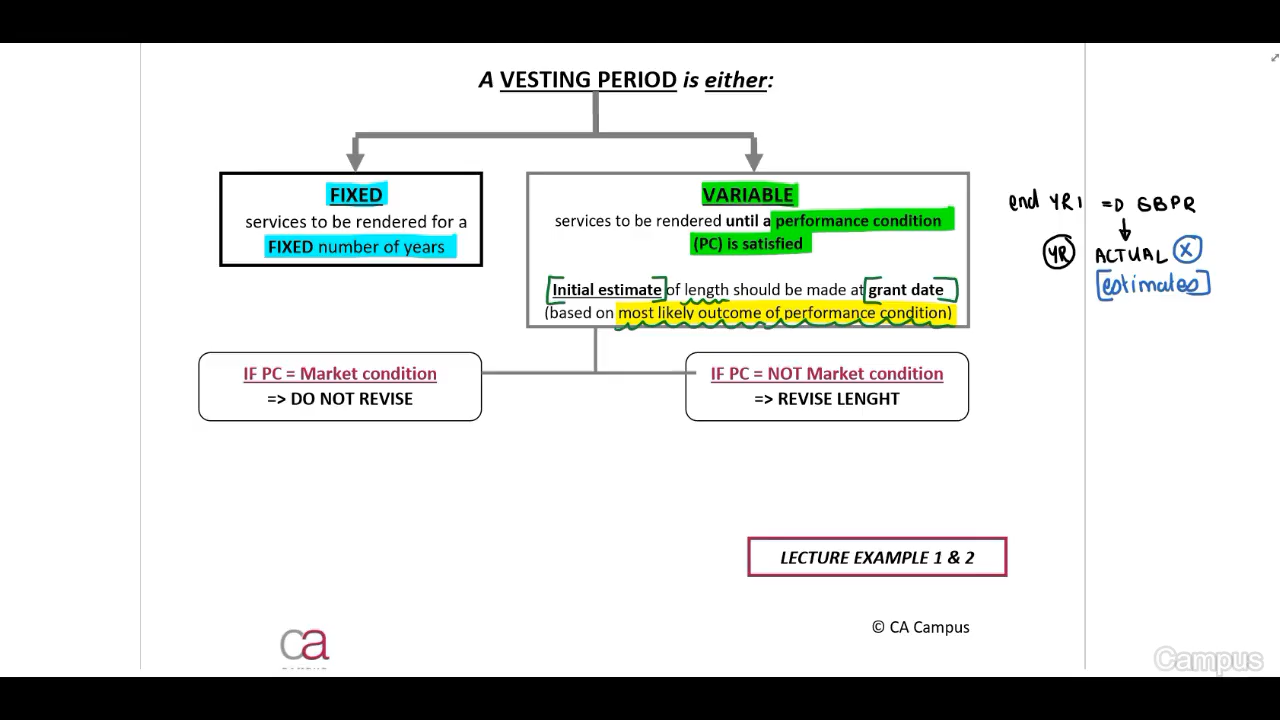 A VESTING PERIOD is either:
FIXED
services to be rendered for a
FIXED number of years
VARIABLE
services to be rendered until a performance condition
(PC) is satisfied
Initial estimate of length should be made at grant date
(based on most likely outcome of performance condition)
end YR1 => SBPR
YR ACTUAL X
[estimates]
IF PC = Market condition
=> DO NOT REVISE
IF PC = NOT Market condition
=> REVISE LENGHT
LECTURE EXAMPLE 1 & 2
© CA Campus
ca
Campus